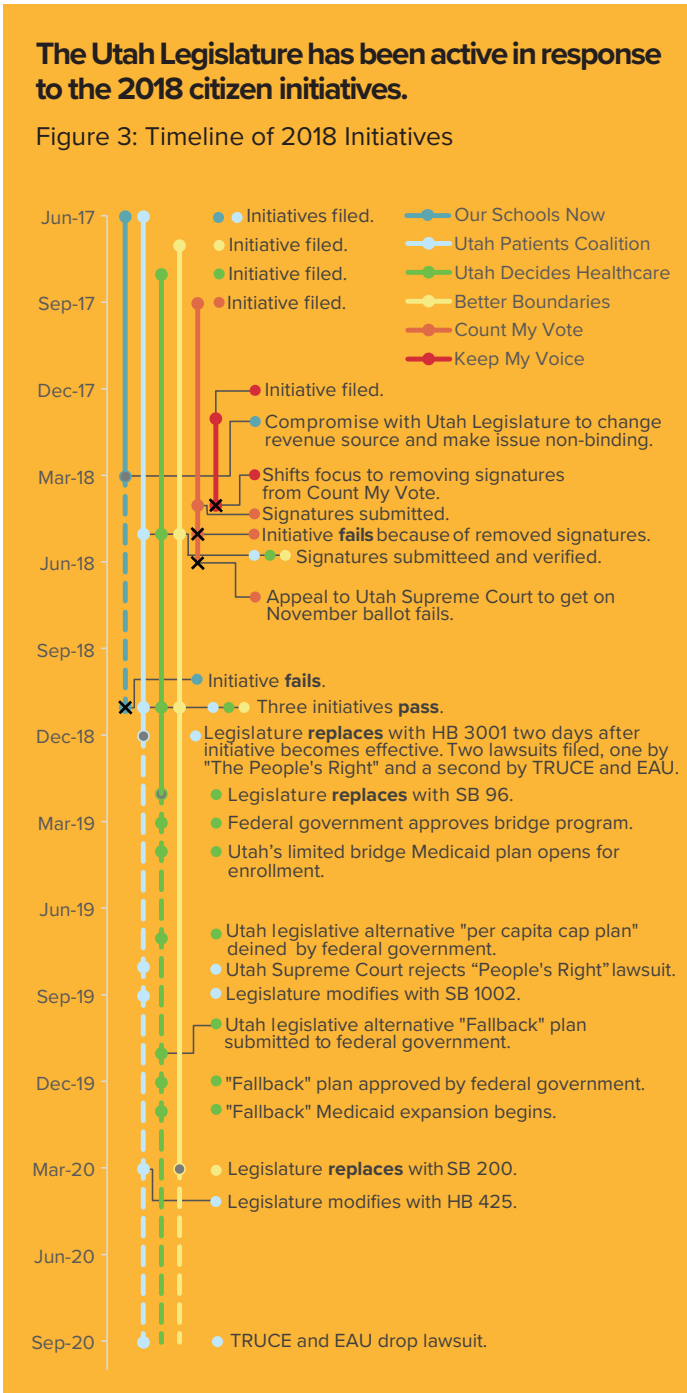 The Utah Legislature has been active in response
to the 2018 citizen initiatives.
Figure 3: Timeline of 2018 Initiatives
Jun-17
Initiatives filed.
Our Schools Now
Initiative filed.
Utah Patients Coalition
Initiative filed.
Utah Decides Healthcare
Sep-17
Initiative filed.
Better Boundaries
Count My Vote
Keep My Voice
Dec-17
Initiative filed.
Compromise with Utah Legislature to change
revenue source and make issue non-binding.
Mar-18
Shifts focus to removing signatures
from Count My Vote.
Signatures submitted.
Initiative fails because of removed signatures.
Signatures submitteed and verified.
Jun-18
Appeal to Utah Supreme Court to get on
November ballot fails.
Sep-18
Initiative fails.
Three initiatives pass.
Dec-18
Legislature replaces with HB 3001 two days after
initiative becomes effective. Two lawsuits filed, one by
"The People's Right" and a second by TRUCE and EAU.
Legislature replaces with SB 96.
Mar-19
Federal government approves bridge program.
Utah's limited bridge Medicaid plan opens for
enrollment.
Jun-19
Utah legislative alternative "per capita cap plan"
deined by federal government.
Utah Supreme Court rejects “People's Right” lawsuit.
Sep-19
Legislature modifies with SB 1002.
Utah legislative alternative "Fallback" plan
submitted to federal government.
Dec-19
"Fallback" plan approved by federal government.
"Fallback" Medicaid expansion begins.
Mar-20
Legislature replaces with SB 200.
Legislature modifies with HB 425.
Jun-20
Sep-20
TRUCE and EAU drop lawsuit.